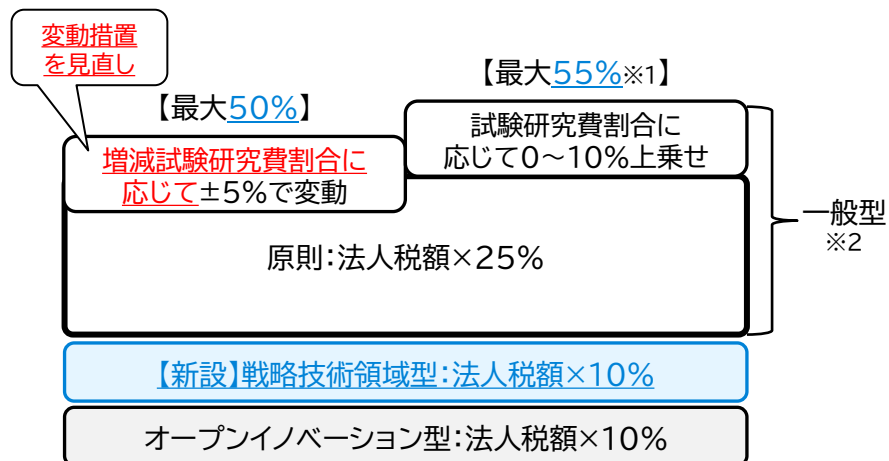 変動措置
を見直し
【最大50%】
【最大55%※1】
増減試験研究費割合に
応じて±5%で変動
試験研究費割合に
応じて0~10%上乗せ
原則:法人税額×25%
一般型
※2
【新設】戦略技術領域型:法人税額×10%
オープンイノベーション型:法人税額×10%